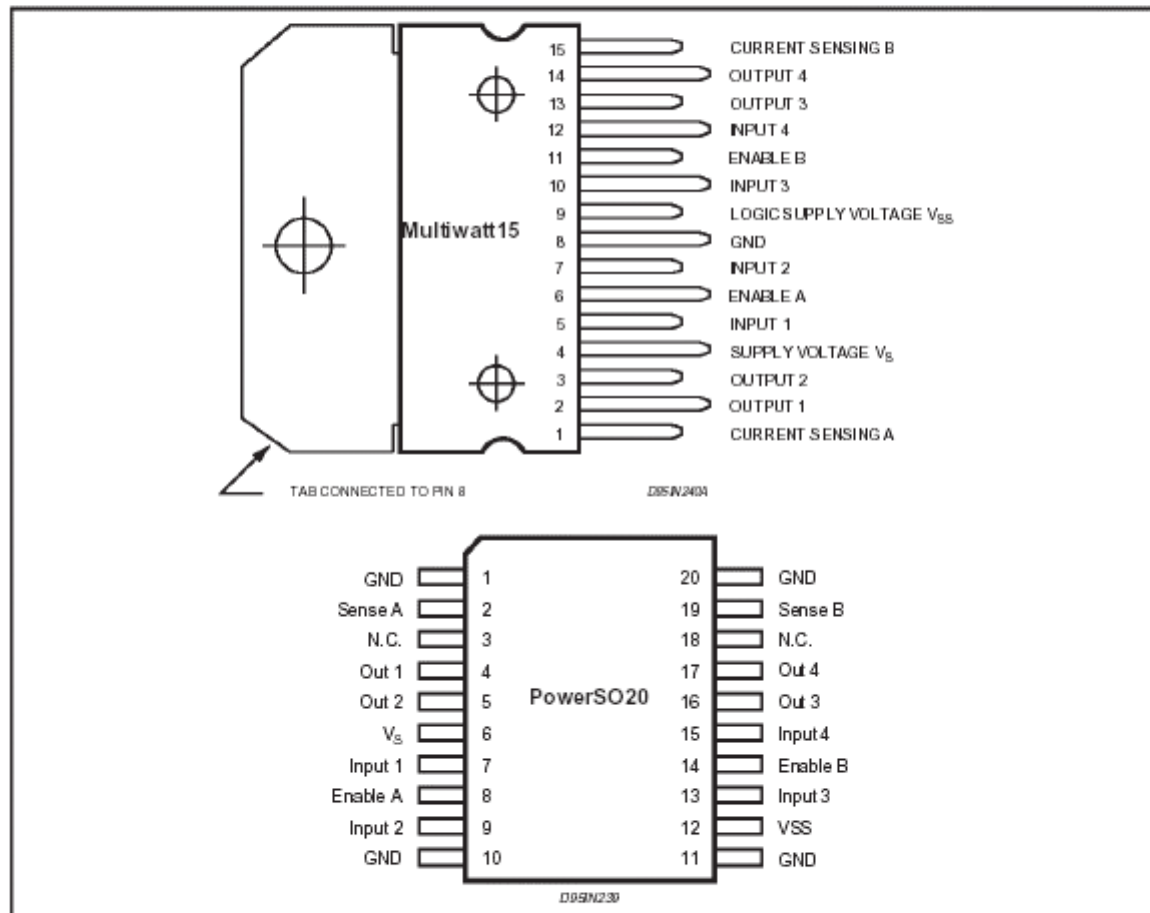 15 CURRENT SENSING B
14 OUTPUT 4
13 OUTPUT 3
12 INPUT 4
11 ENABLE B
10 INPUT 3
9 LOGIC SUPPLY VOLTAGE VSS
Multiwatt15
8 GND
7 INPUT 2
6 ENABLE A
5 INPUT 1
4 SUPPLY VOLTAGE VS
3 OUTPUT 2
2 OUTPUT 1
1 CURRENT SENSING A
TAB CONNECTED TO PIN 8
D95IN240A
GND 1 20 GND
Sense A 2 19 Sense B
N.C. 3 18 N.C.
Out 1 4 17 Out 4
Out 2 5 16 Out 3
PowerSO20
VS 6 15 Input 4
Input 1 7 14 Enable B
Enable A 8 13 Input 3
Input 2 9 12 VSS
GND 10 11 GND
D95IN239